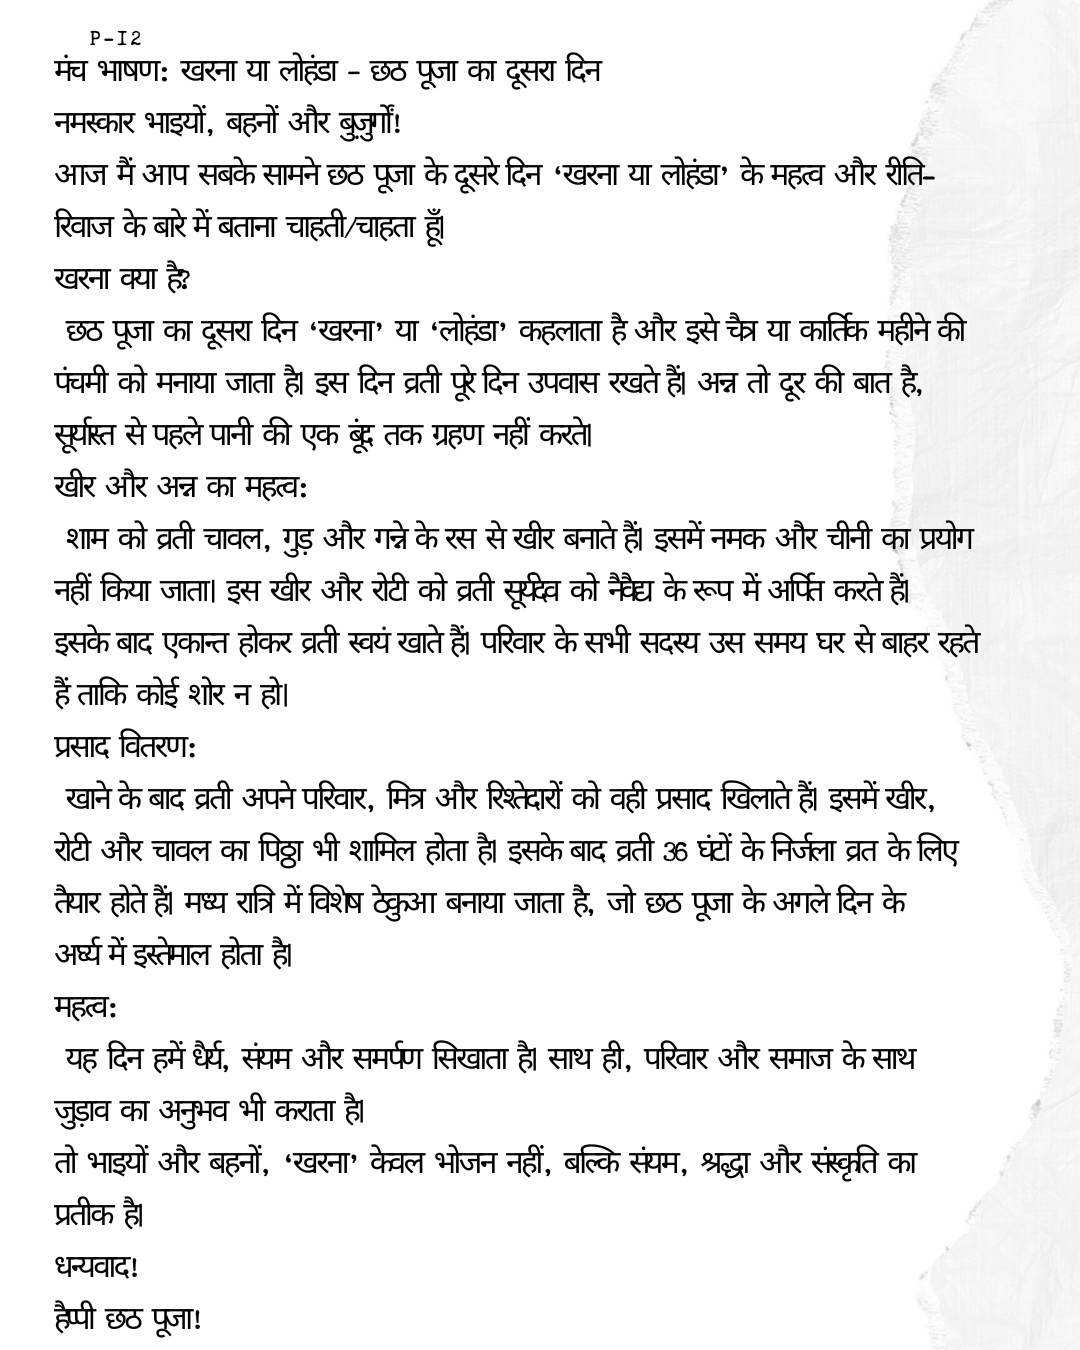 P-I2
मंच भाषण: खरना या लोहंडा - छठ पूजा का दूसरा दिन
नमस्कार भाइयों, बहनों और बुज़ुर्गों!
आज मैं आप सबके सामने छठ पूजा के दूसरे दिन ‘खरना या लोहंडा’ के महत्व और रीति-
रिवाज के बारे में बताना चाहती/चाहता हूँ।
खरना क्या है?
छठ पूजा का दूसरा दिन ‘खरना’ या ‘लोहंडा’ कहलाता है और इसे चैत्र या कार्तिक महीने की
पंचमी को मनाया जाता है। इस दिन व्रती पूरे दिन उपवास रखते हैं। अन्न तो दूर की बात है,
सूर्यास्त से पहले पानी की एक बूंद तक ग्रहण नहीं करते।
खीर और अन्न का महत्व:
शाम को व्रती चावल, गुड़ और गन्ने के रस से खीर बनाते हैं। इसमें नमक और चीनी का प्रयोग
नहीं किया जाता। इस खीर और रोटी को व्रती सूर्यदेव को नैवैद्य के रूप में अर्पित करते हैं।
इसके बाद एकान्त होकर व्रती स्वयं खाते हैं। परिवार के सभी सदस्य उस समय घर से बाहर रहते
हैं ताकि कोई शोर न हो।
प्रसाद वितरण:
खाने के बाद व्रती अपने परिवार, मित्र और रिश्तेदारों को वही प्रसाद खिलाते हैं। इसमें खीर,
रोटी और चावल का पिठ्ठा भी शामिल होता है। इसके बाद व्रती 36 घंटों के निर्जला व्रत के लिए
तैयार होते हैं। मध्य रात्रि में विशेष ठेकुआ बनाया जाता है, जो छठ पूजा के अगले दिन के
अर्घ्य में इस्तेमाल होता है।
महत्व:
यह दिन हमें धैर्य, संयम और समर्पण सिखाता है। साथ ही, परिवार और समाज के साथ
जुड़ाव का अनुभव भी कराता है।
तो भाइयों और बहनों, ‘खरना’ केवल भोजन नहीं, बल्कि संयम, श्रद्धा और संस्कृति का
प्रतीक है।
धन्यवाद!
हैप्पी छठ पूजा!